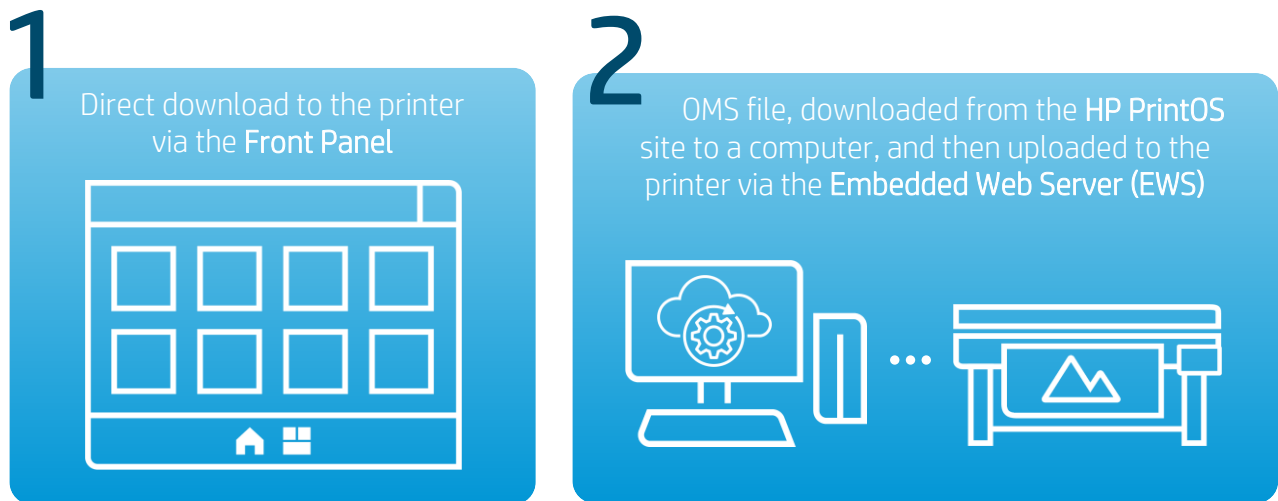 1
Direct download to the printer
via the Front Panel
2
OMS file, downloaded from the HP PrintOS
site to a computer, and then uploaded to the
printer via the Embedded Web Server (EWS)